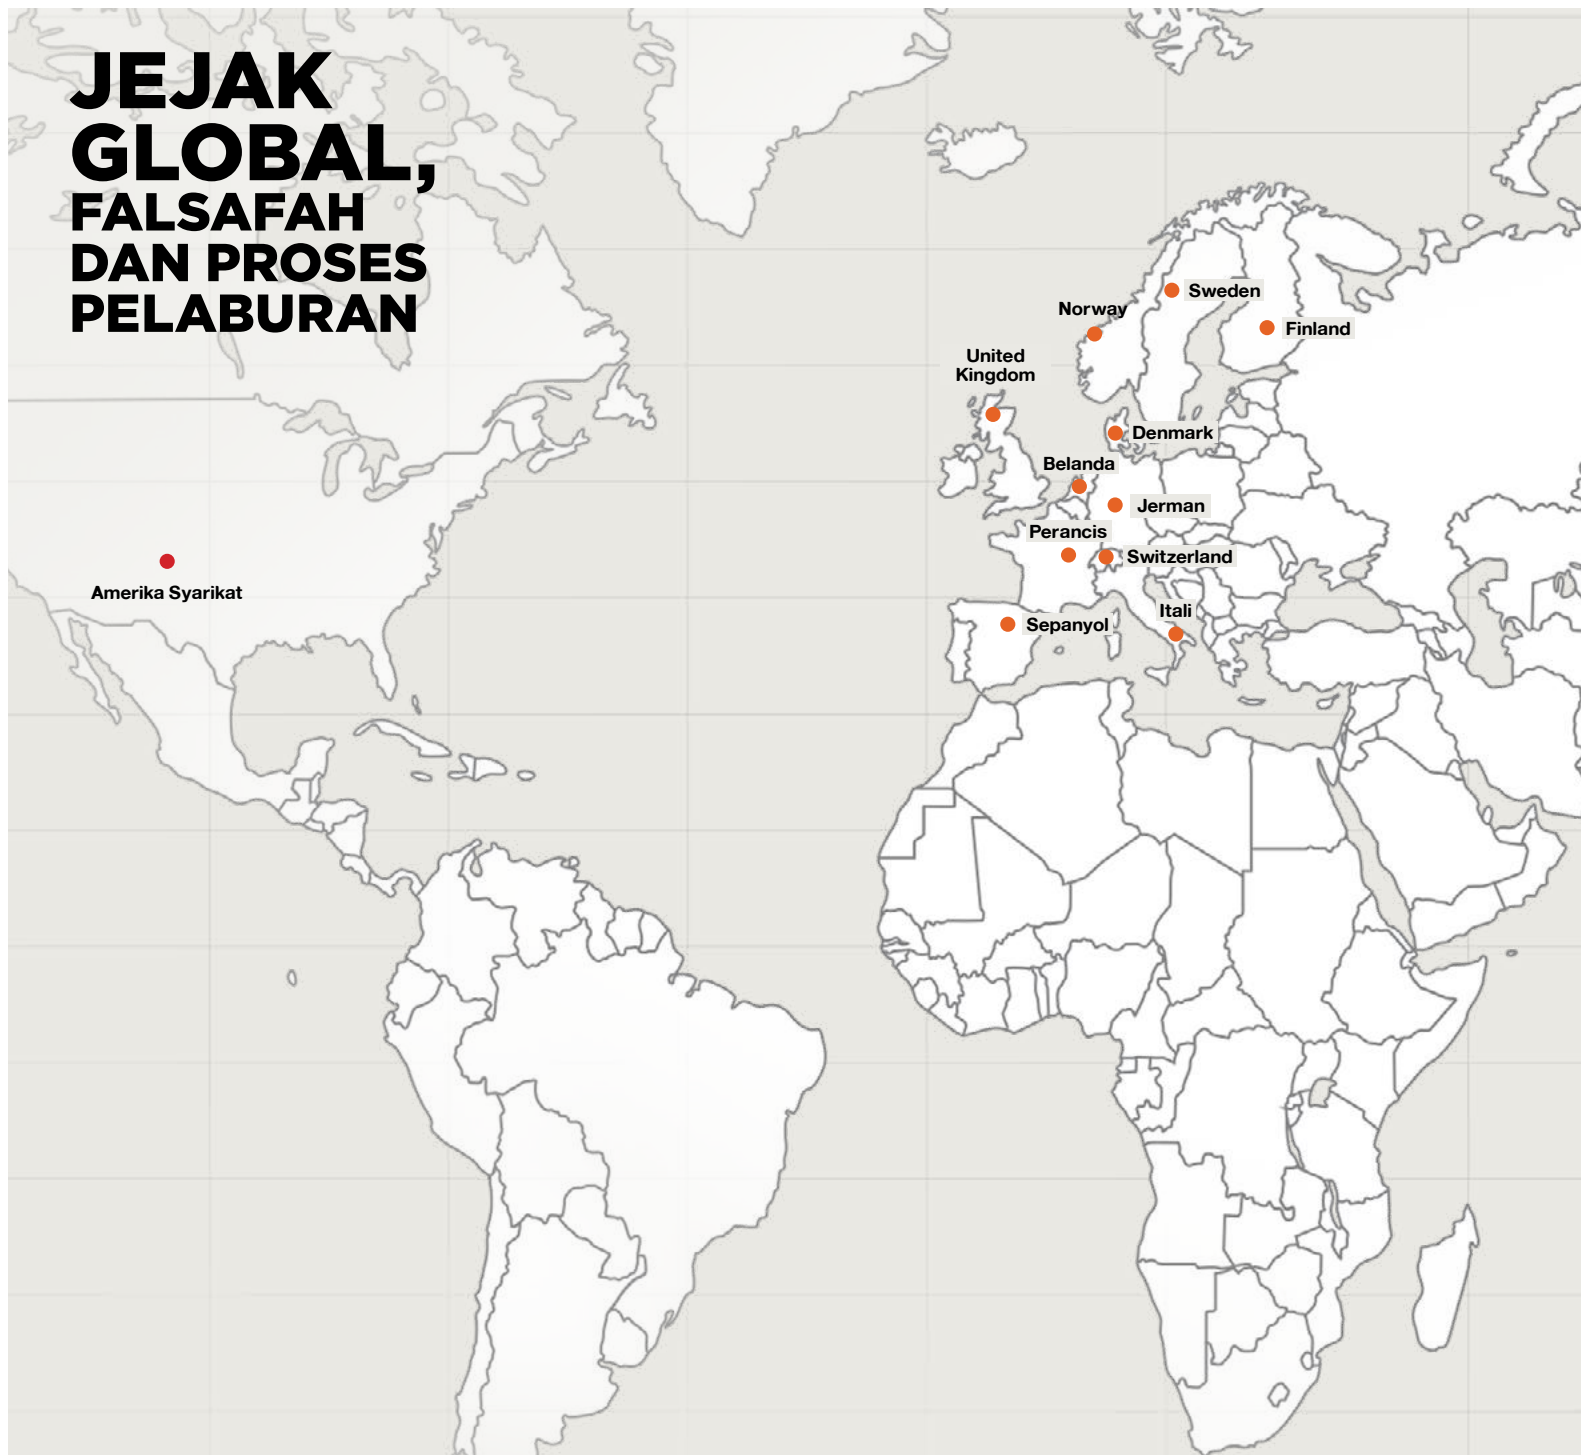 JEJAK
GLOBAL,
FALSAFAH
DAN PROSES
PELABURAN
Sweden
Norway
Finland
United
Kingdom
Denmark
Belanda
Jerman
Perancis
Switzerland
Amerika Syarikat
Itali
Sepanyol